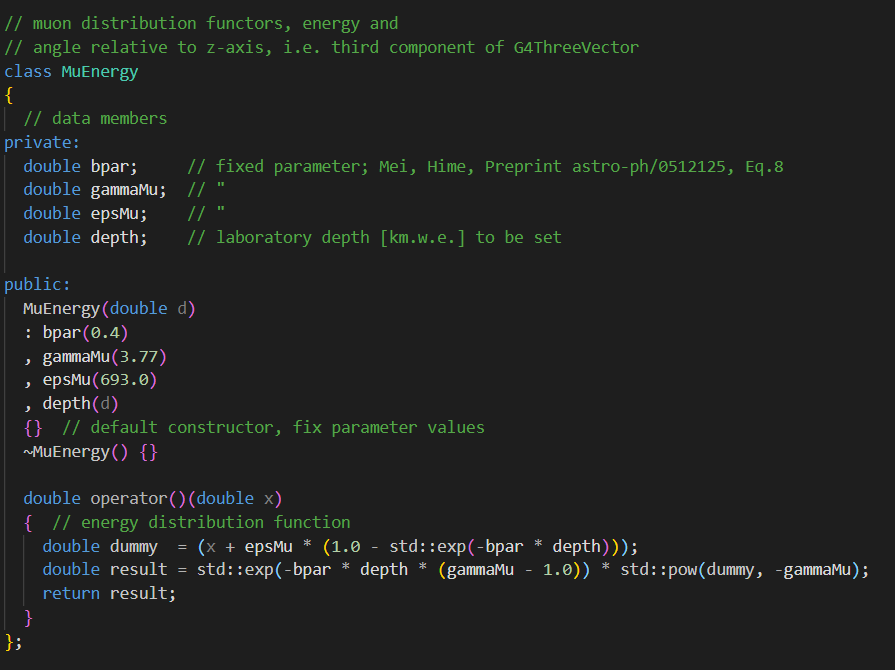 // muon distribution functors, energy and
// angle relative to z-axis, i.e. third component of G4ThreeVector
class MuEnergy
{
  // data members
private:
  double bpar;     // fixed parameter; Mei, Hime, Preprint astro-ph/0512125, Eq.8
  double gammaMu;  // "
  double epsMu;    // "
  double depth;    // laboratory depth [km.w.e.] to be set

public:
  MuEnergy(double d)
  : bpar(0.4)
  , gammaMu(3.77)
  , epsMu(693.0)
  , depth(d)
  {}  // default constructor, fix parameter values
  ~MuEnergy() {}

  double operator()(double x)
  {  // energy distribution function
    double dummy  = (x + epsMu * (1.0 - std::exp(-bpar * depth)));
    double result = std::exp(-bpar * depth * (gammaMu - 1.0)) * std::pow(dummy, -gammaMu);
    return result;
  }
};